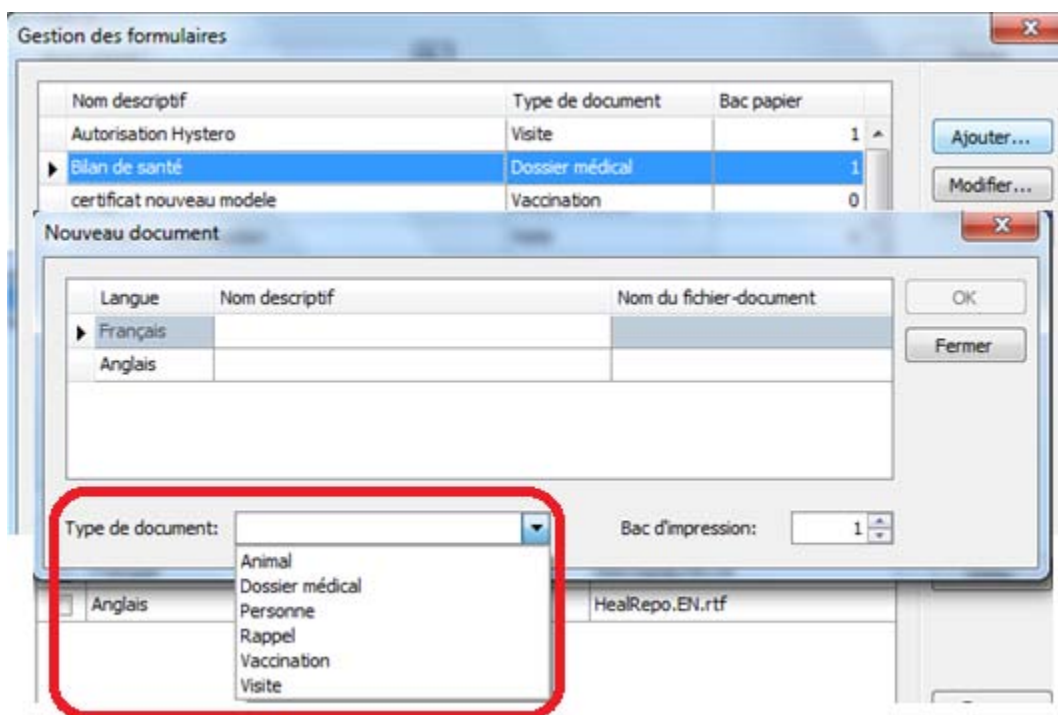 Gestion des formulaires
Nom descriptif Type de document Bac papier
Autorisation Hystero Visite 1
Ajouter...
Bilan de santé Dossier médical 1
Modifier...
certificat nouveau modele Vaccination 0
Nouveau document
Langue Nom descriptif Nom du fichier-document
OK
Français
Fermer
Anglais
Type de document: Bac d'impression: 1
Animal
Dossier médical
Anglais HealRepo.EN.rtf
Personne
Rappel
Vaccination
Visite